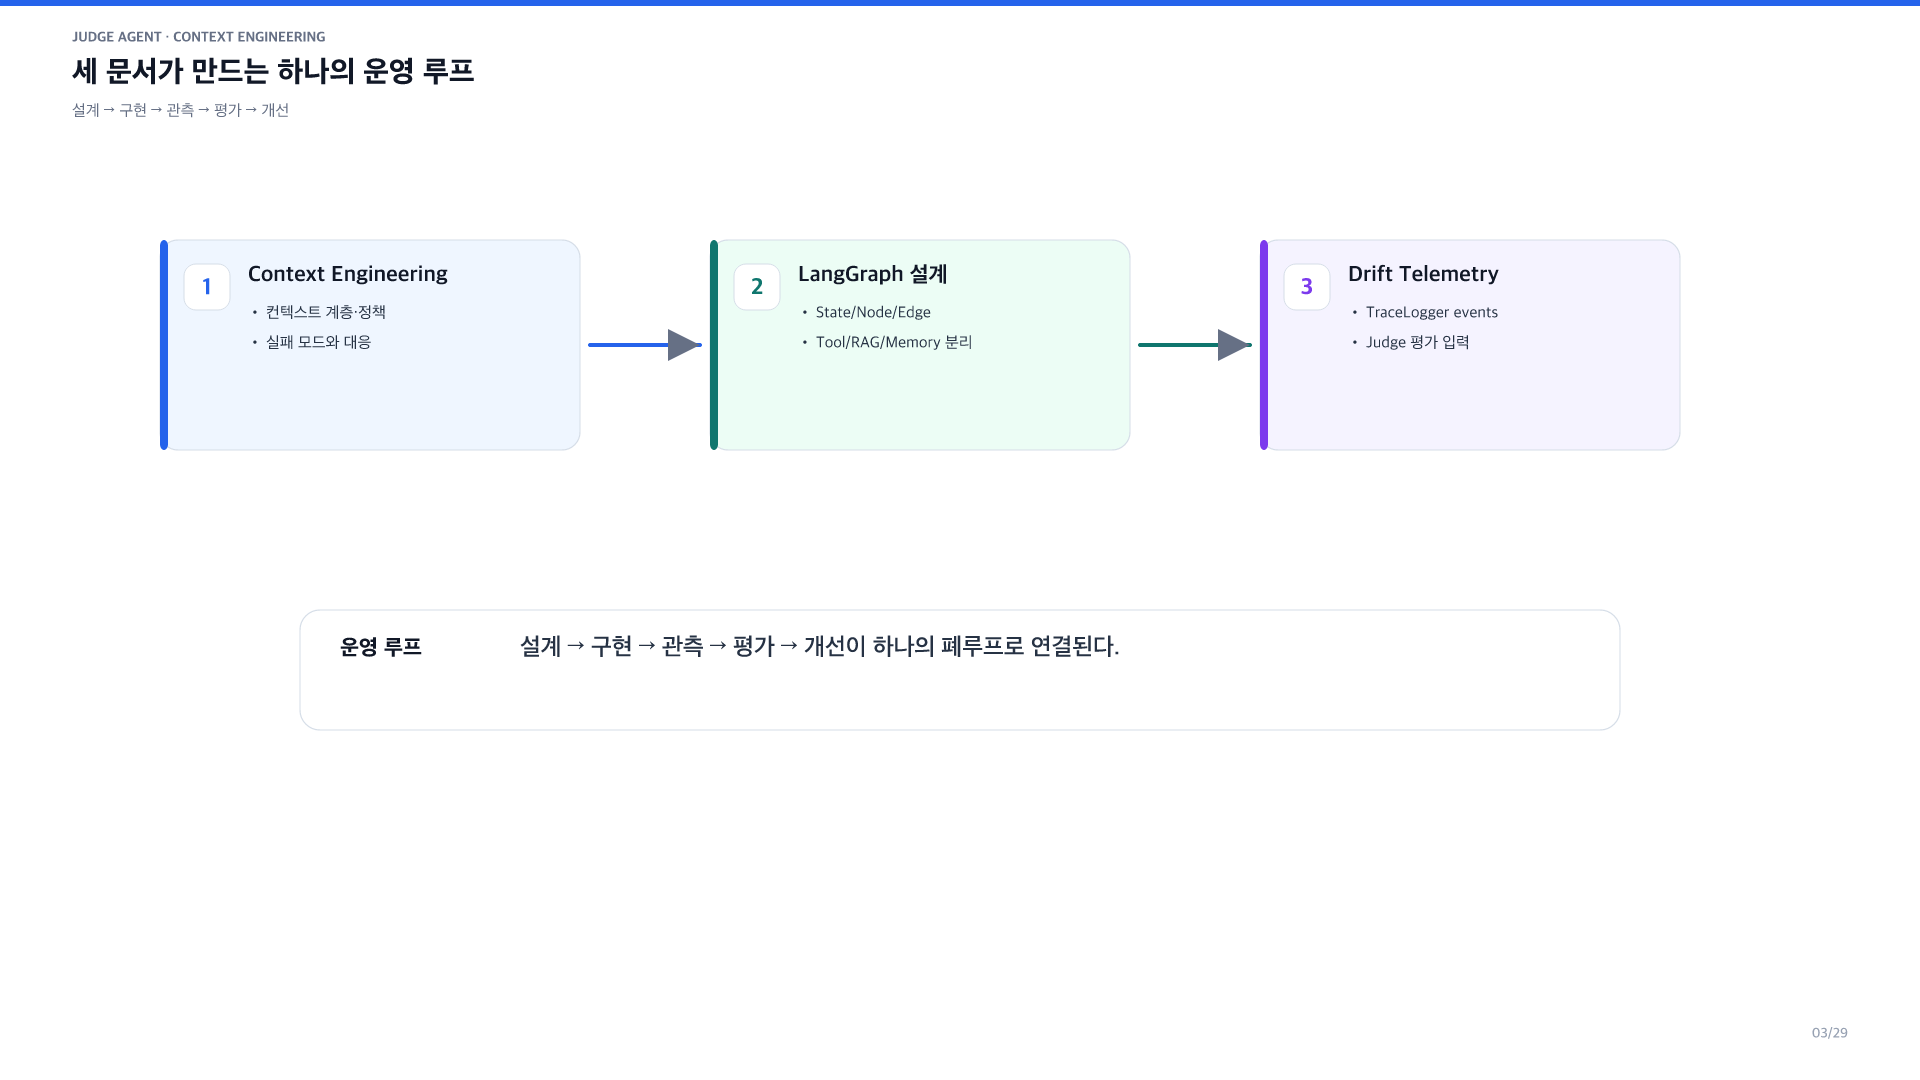 JUDGE AGENT · CONTEXT ENGINEERING
세 문서가 만드는 하나의 운영 루프
설계 → 구현 → 관측 → 평가 → 개선
1
Context Engineering
• 컨텍스트 계층·정책
• 실패 모드와 대응
2
LangGraph 설계
• State/Node/Edge
• Tool/RAG/Memory 분리
3
Drift Telemetry
• TraceLogger events
• Judge 평가 입력
운영 루프
설계 → 구현 → 관측 → 평가 → 개선이 하나의 폐루프로 연결된다.
03/29